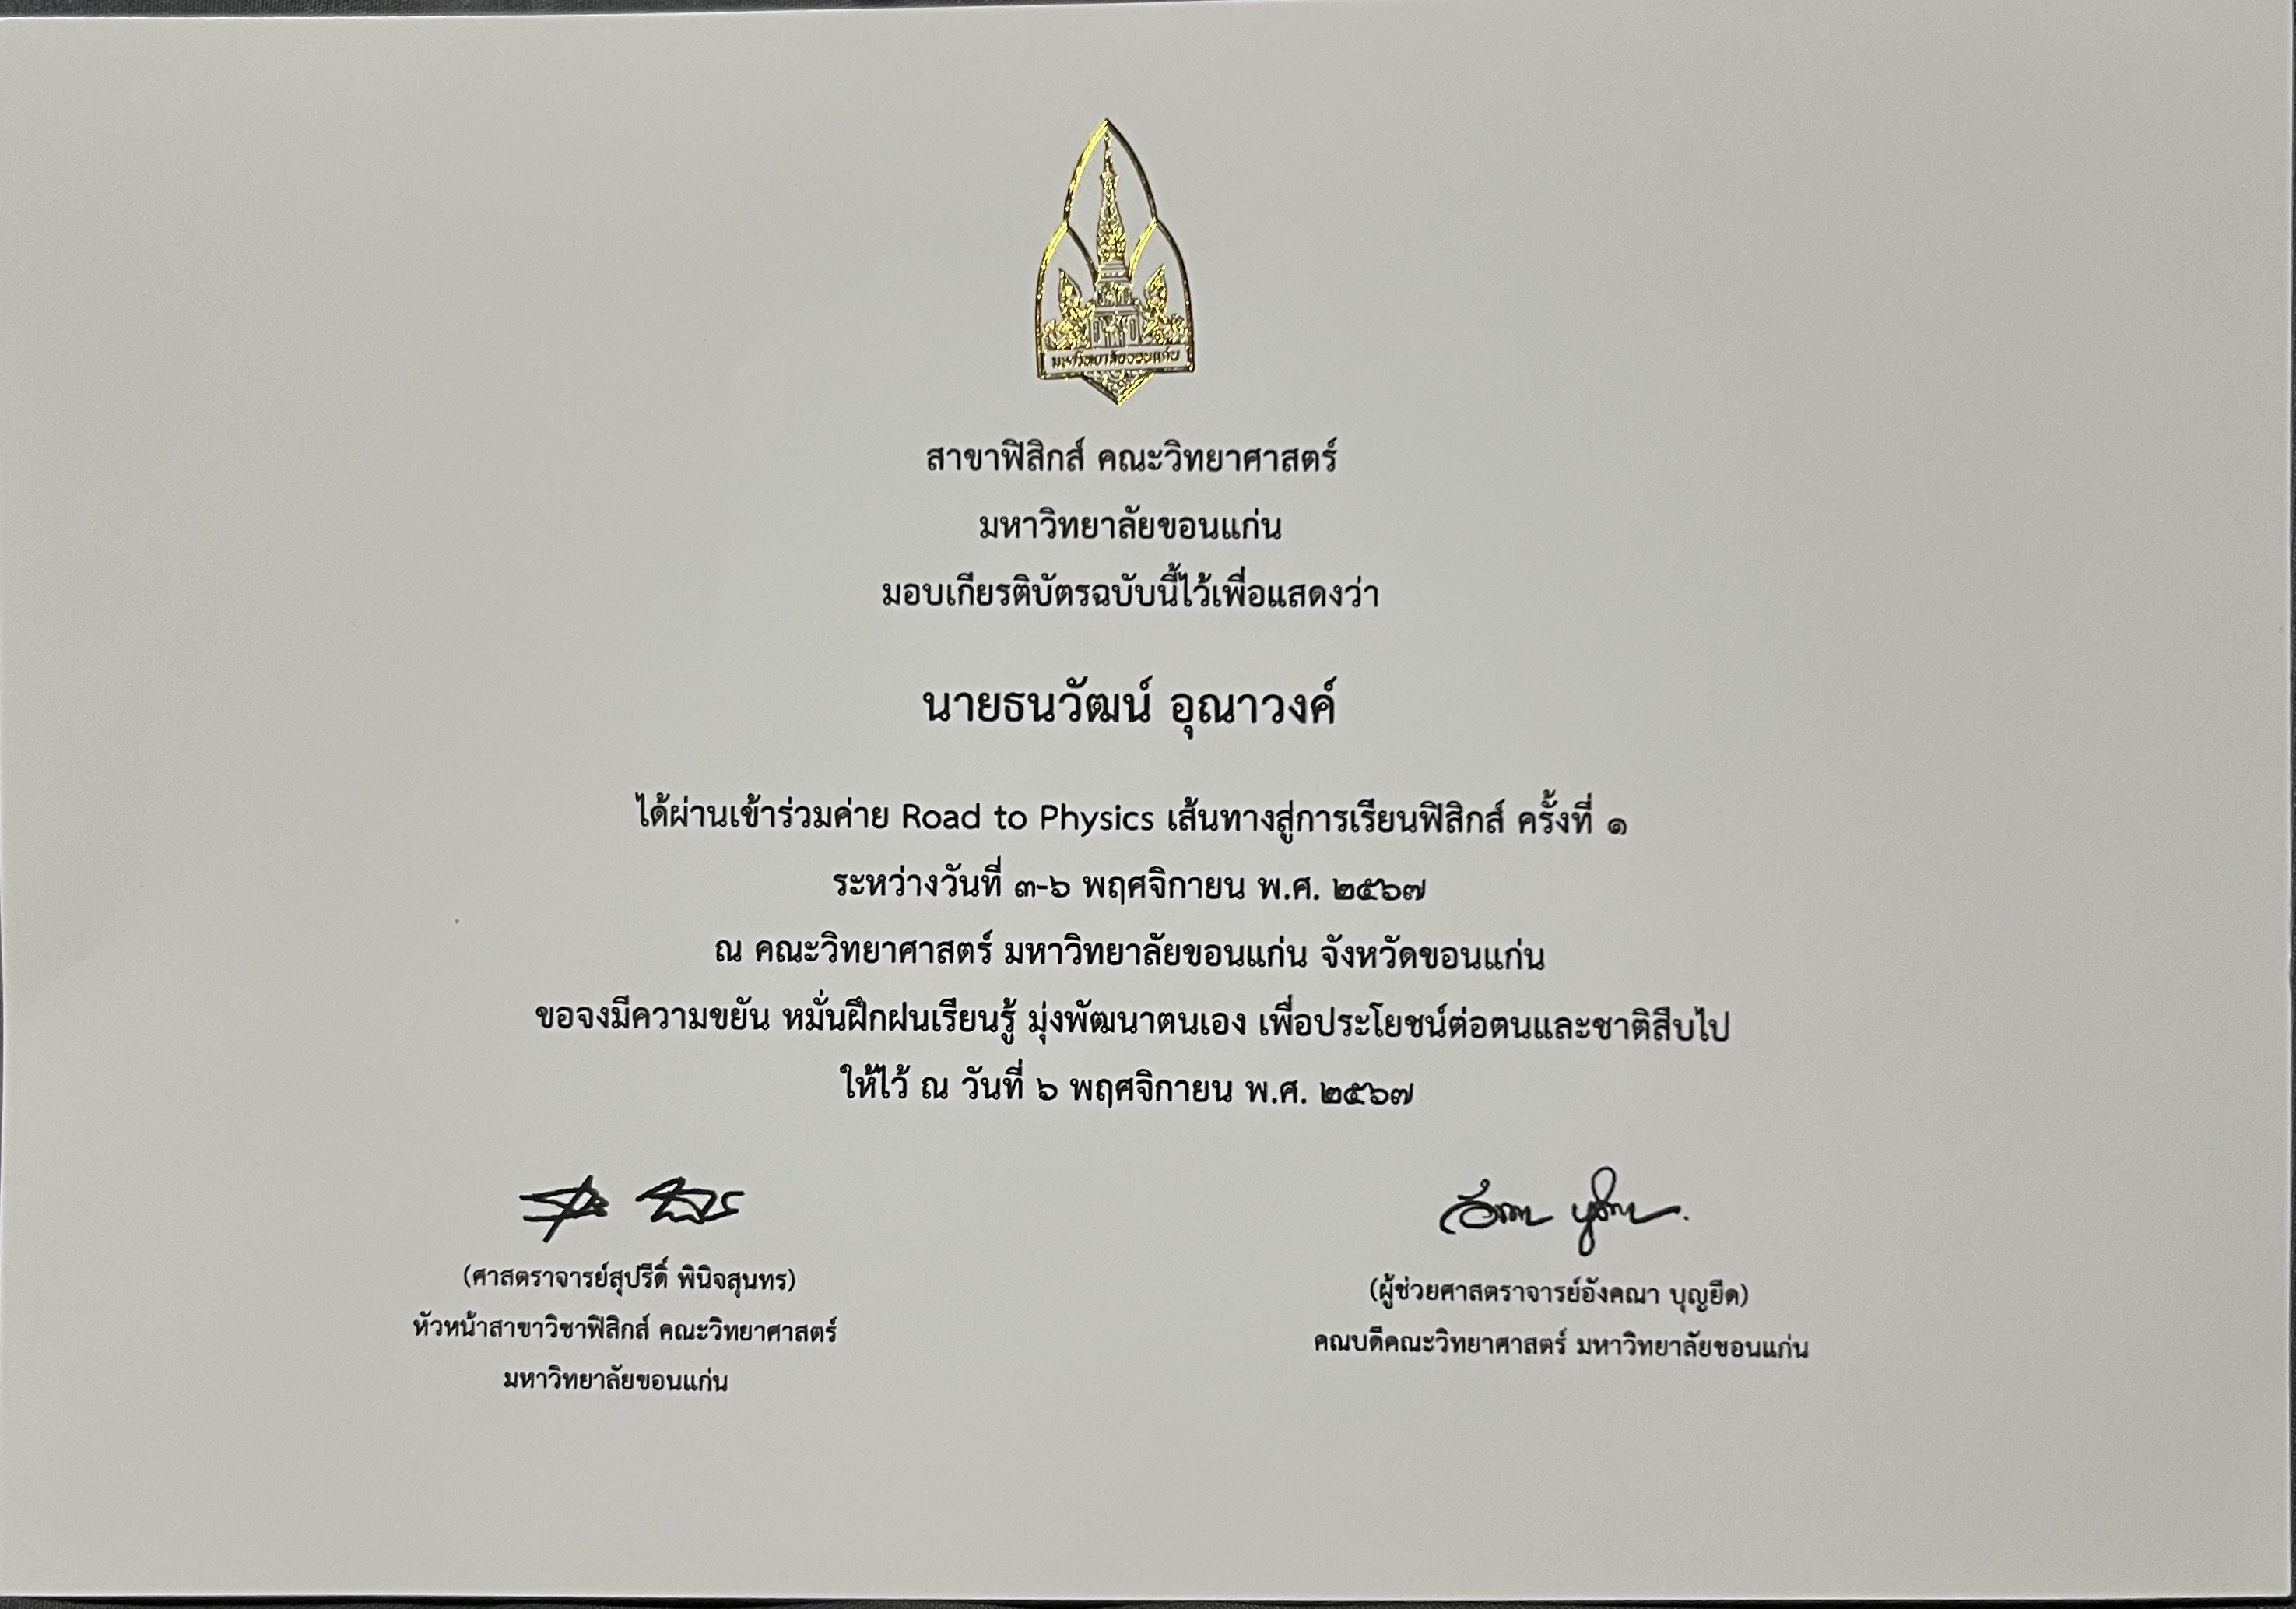 มหาวิทยาลัยขอนแก่น
สาขาฟิสิกส์ คณะวิทยาศาสตร์
มหาวิทยาลัยขอนแก่น
มอบเกียรติบัตรฉบับนี้ไว้เพื่อแสดงว่า
นายธนวัฒน์ อุณาวงค์
ได้ผ่านเข้าร่วมค่าย Road to Physics เส้นทางสู่การเรียนฟิสิกส์ ครั้งที่ ๑
ระหว่างวันที่ ๓-๖ พฤศจิกายน พ.ศ. ๒๕๖๗
ณ คณะวิทยาศาสตร์ มหาวิทยาลัยขอนแก่น จังหวัดขอนแก่น
ขอจงมีความขยัน หมั่นฝึกฝนเรียนรู้ มุ่งพัฒนาตนเอง เพื่อประโยชน์ต่อตนและชาติสืบไป
ให้ไว้ ณ วันที่ ๖ พฤศจิกายน พ.ศ. ๒๕๖๗
(ศาสตราจารย์สุปรีดิ์ พินิจสุนทร)
หัวหน้าสาขาวิชาฟิสิกส์ คณะวิทยาศาสตร์
มหาวิทยาลัยขอนแก่น
(ผู้ช่วยศาสตราจารย์อังคณา บุญยืด)
คณบดีคณะวิทยาศาสตร์ มหาวิทยาลัยขอนแก่น